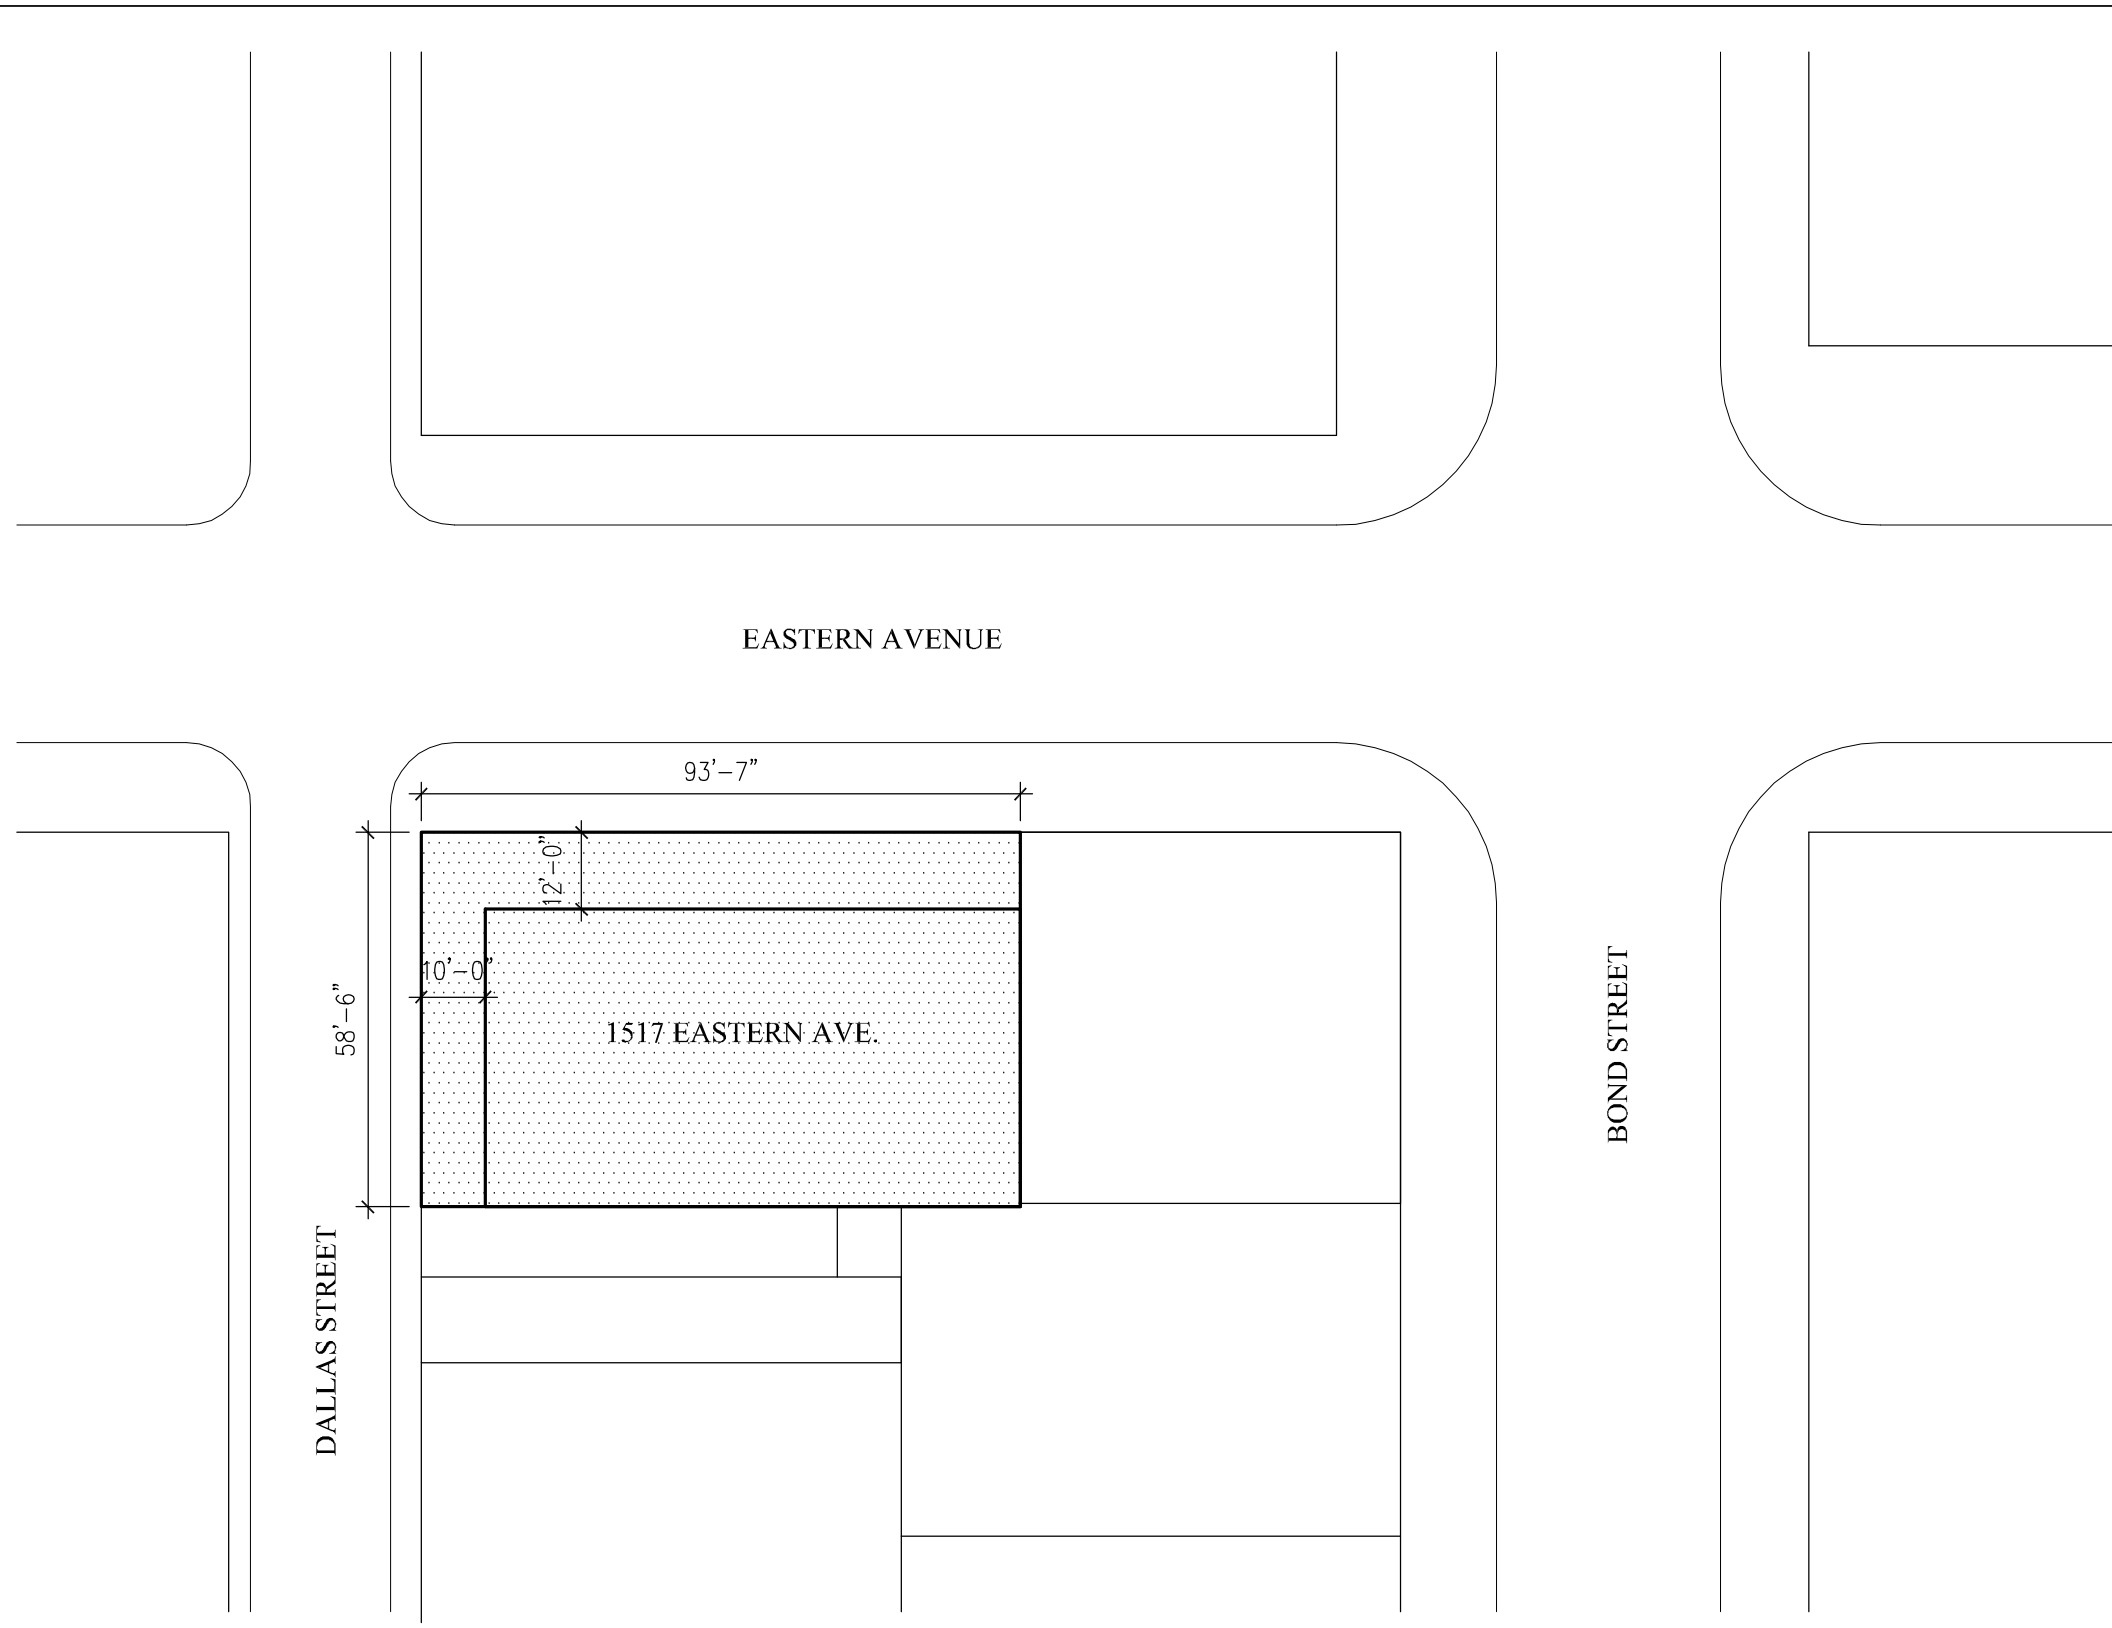 EASTERN AVENUE
93'-7"
12'-0"
10'-0"
58'-6"
1517 EASTERN AVE.
BOND STREET
DALLAS STREET